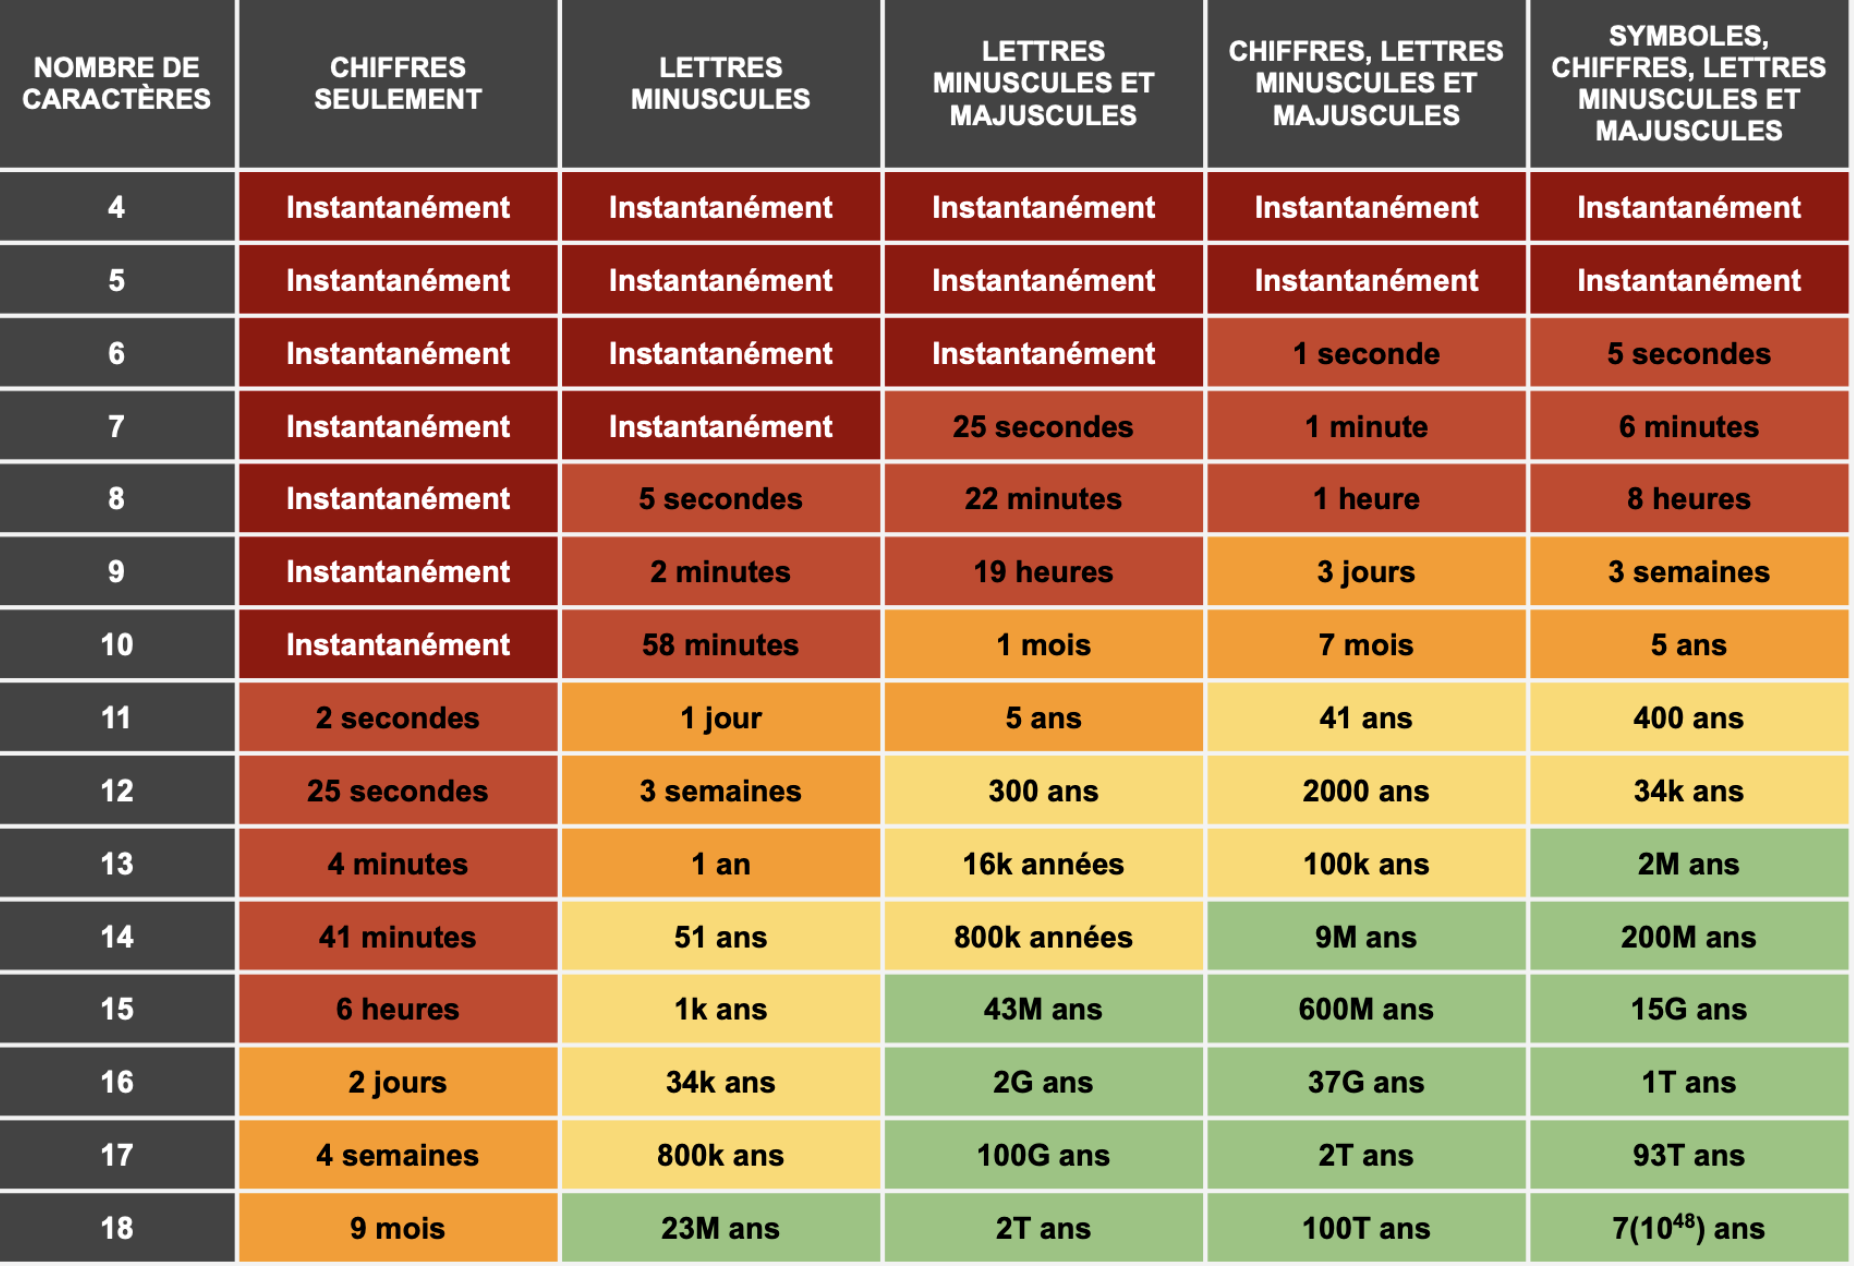 NOMBRE DE
CARACTÈRES
CHIFFRES
SEULEMENT
LETTRES
MINUSCULES
LETTRES
MINUSCULES ET
MAJUSCULES
CHIFFRES, LETTRES
MINUSCULES ET
MAJUSCULES
SYMBOLES,
CHIFFRES, LETTRES
MINUSCULES ET
MAJUSCULES
4 Instantanément Instantanément Instantanément Instantanément Instantanément
5 Instantanément Instantanément Instantanément Instantanément Instantanément
6 Instantanément Instantanément Instantanément 1 seconde 5 secondes
7 Instantanément Instantanément 25 secondes 1 minute 6 minutes
8 Instantanément 5 secondes 22 minutes 1 heure 8 heures
9 Instantanément 2 minutes 19 heures 3 jours 3 semaines
10 Instantanément 58 minutes 1 mois 7 mois 5 ans
11 2 secondes 1 jour 5 ans 41 ans 400 ans
12 25 secondes 3 semaines 300 ans 2000 ans 34k ans
13 4 minutes 1 an 16k années 100k ans 2M ans
14 41 minutes 51 ans 800k années 9M ans 200M ans
15 6 heures 1k ans 43M ans 600M ans 15G ans
16 2 jours 34k ans 2G ans 37G ans 1T ans
17 4 semaines 800k ans 100G ans 2T ans 93T ans
18 9 mois 23M ans 2T ans 100T ans 7(10⁴⁸) ans